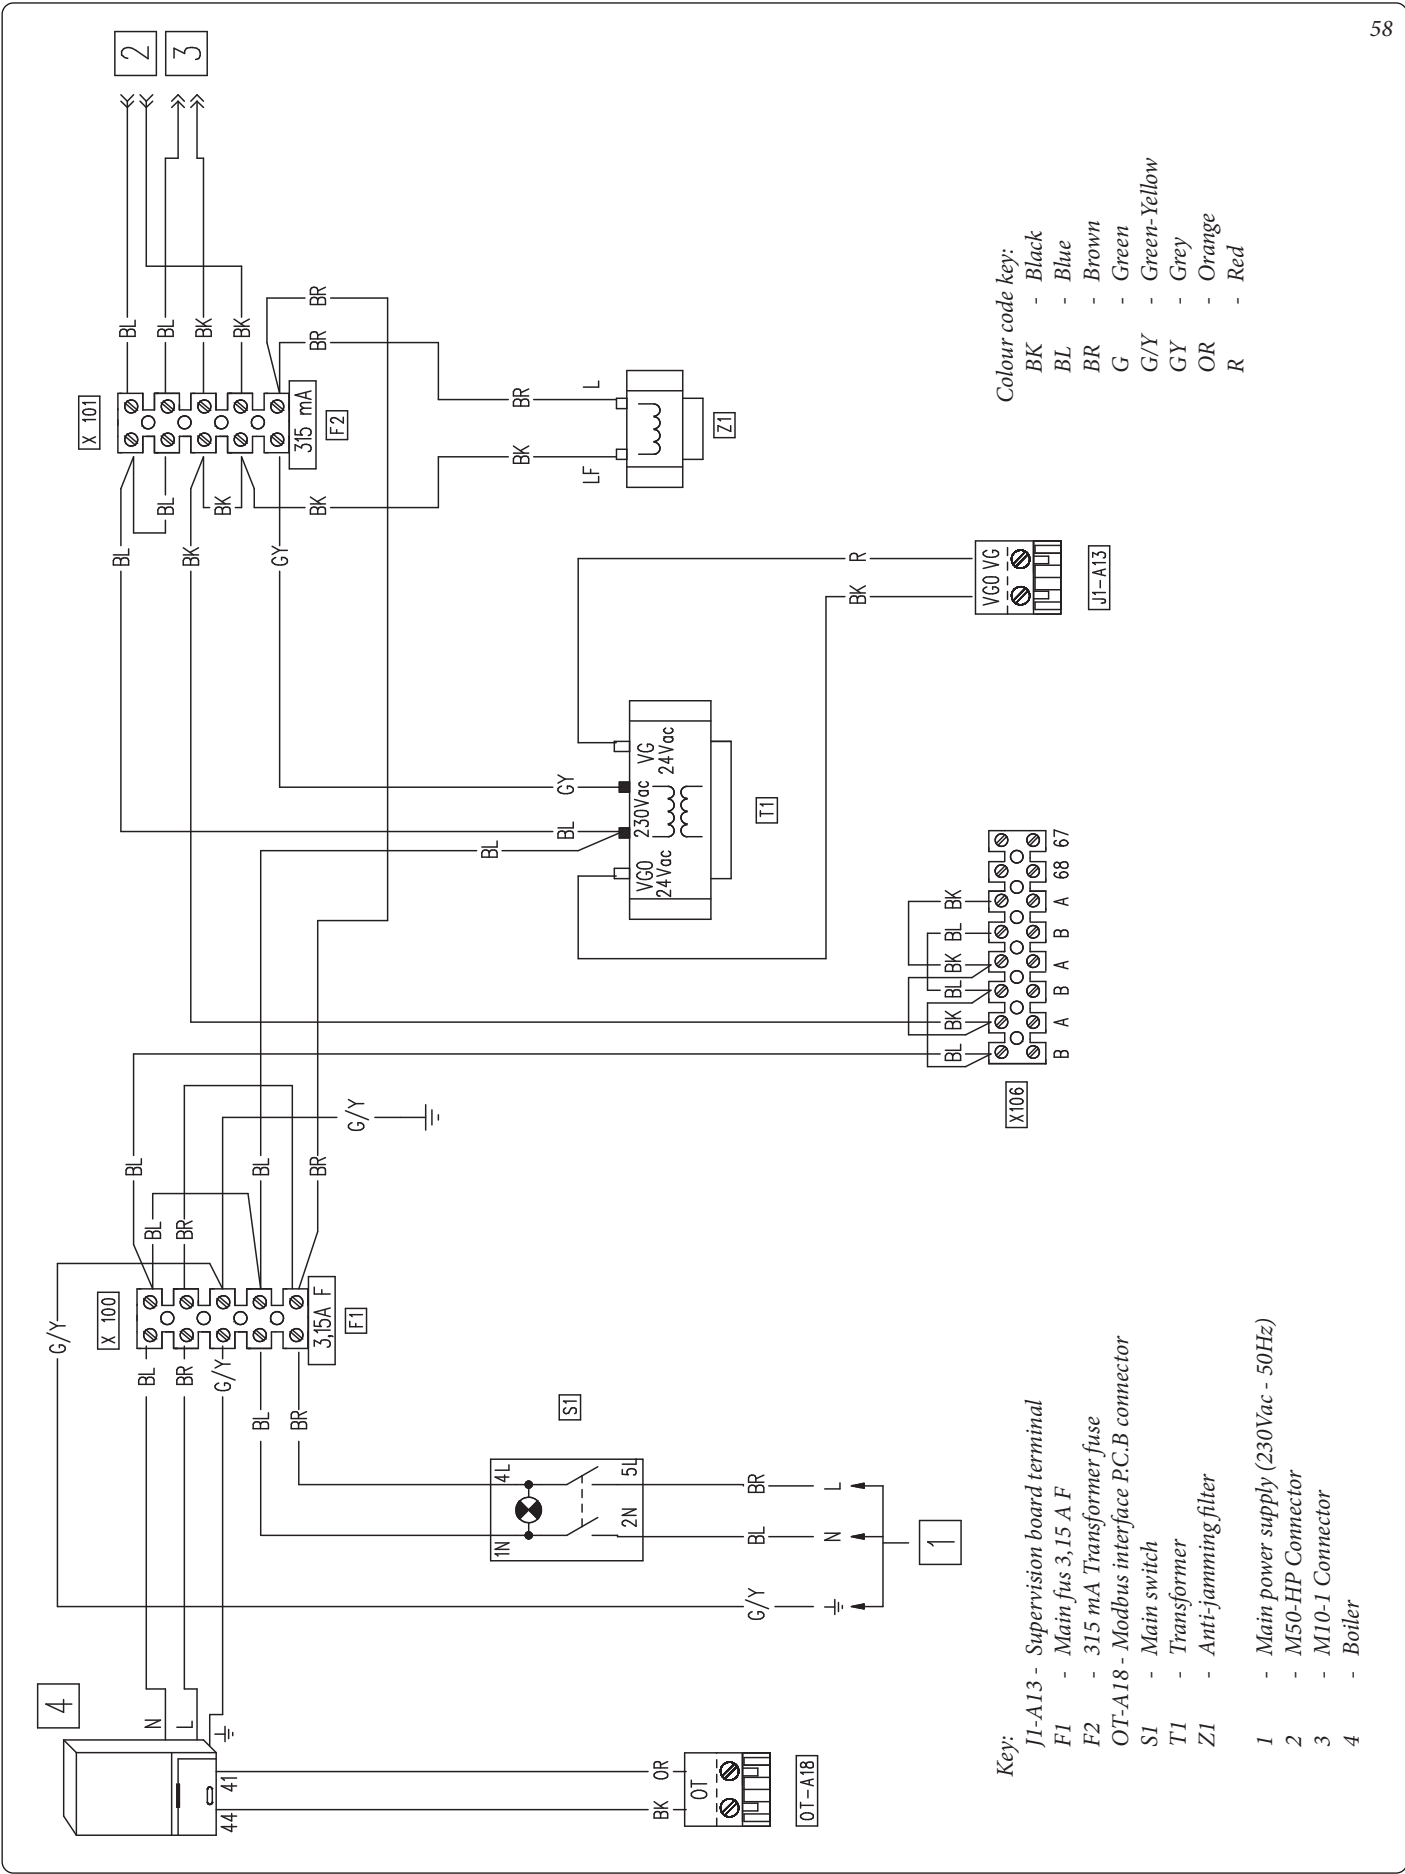 58
4
N
L
44
41
BK
OR
OT
OT-A18
G/Y
X 100
BL
BR
G/Y
BL
BR
3,15A F
F1
BL
BR
BL
BL
BR
G/Y
S1
1N
4L
2N
5L
G/Y
BL
BR
N
L
1
X 101
BL
BL
BK
BK
BR
BR
315 mA
F2
2
3
BL
BL
BK
BK
BK
GY
BK
BR
LF
L
Z1
BL
BL
GY
VG0
24Vac
230Vac
VG
24Vac
T1
BK
R
VG0 VG
J1-A13
BL
BK
BL
BK
BL
BK
B
A
B
A
B
A
68
67
X106
Key:
J1-A13 - Supervision board terminal
F1 - Main fus 3,15 A F
F2 - 315 mA Transformer fuse
OT-A18 - Modbus interface P.C.B connector
S1 - Main switch
T1 - Transformer
Z1 - Anti-jamming filter
1 - Main power supply (230Vac - 50Hz)
2 - M50-HP Connector
3 - M10-1 Connector
4 - Boiler
Colour code key:
BK - Black
BL - Blue
BR - Brown
G - Green
G/Y - Green-Yellow
GY - Grey
OR - Orange
R - Red